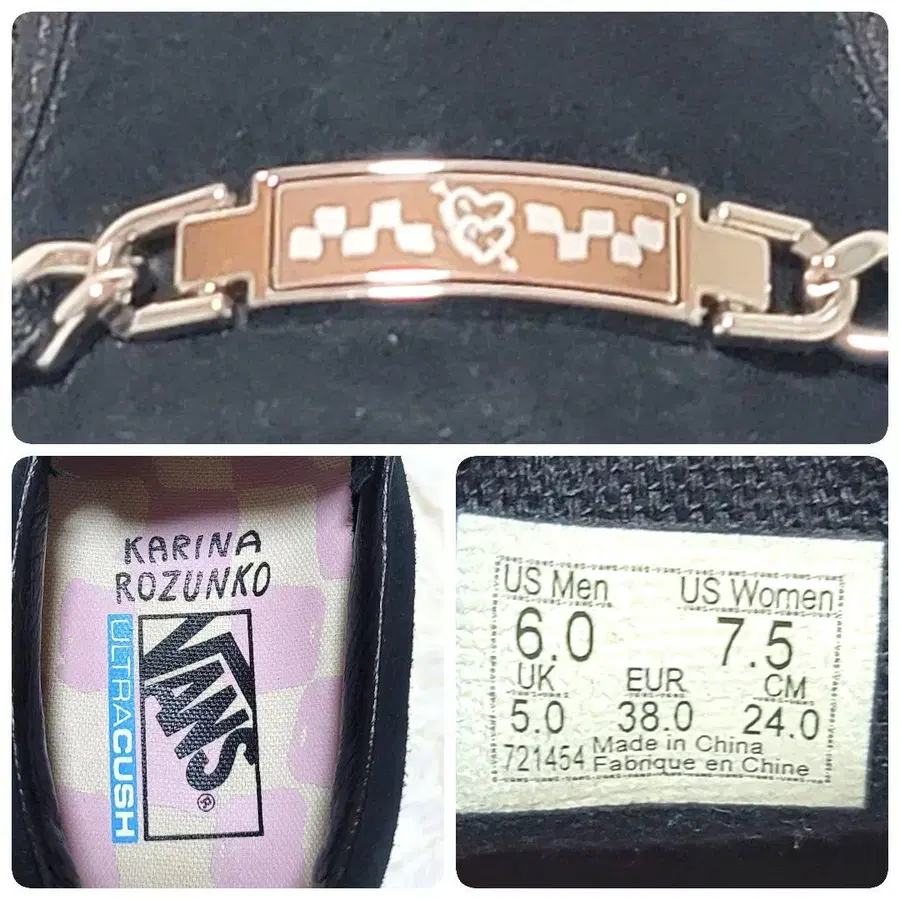 KARINA
ROZUNKO
ULTRACUSH
VANS
®
US Men US Women
6.0 7.5
UK EUR CM
5.0 38.0 24.0
721454 Made in China
Fabrique en Chine